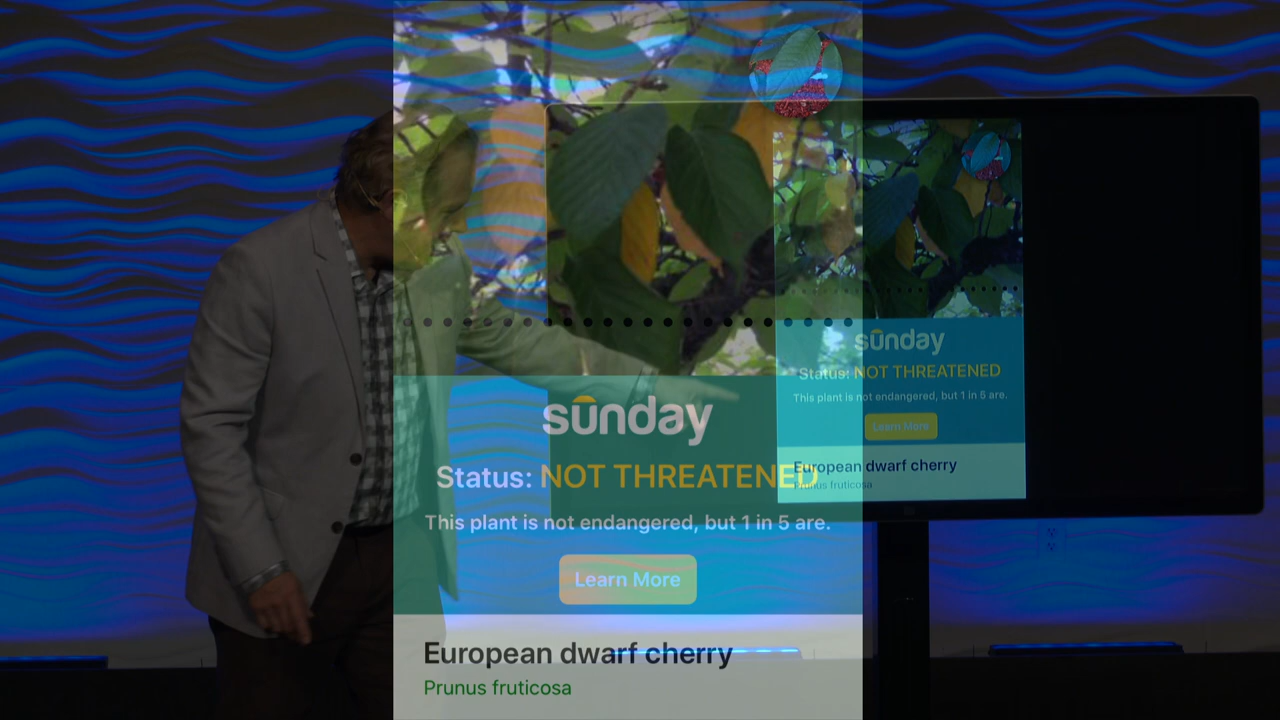 sunday
Status: NOT THREATENED
This plant is not endangered, but 1 in 5 are.
Learn More
European dwarf cherry
Prunus fruticosa
sunday
Status: NOT THREATENED
This plant is not endangered, but 1 in 5 are.
Learn More
European dwarf cherry
Prunus fruticosa